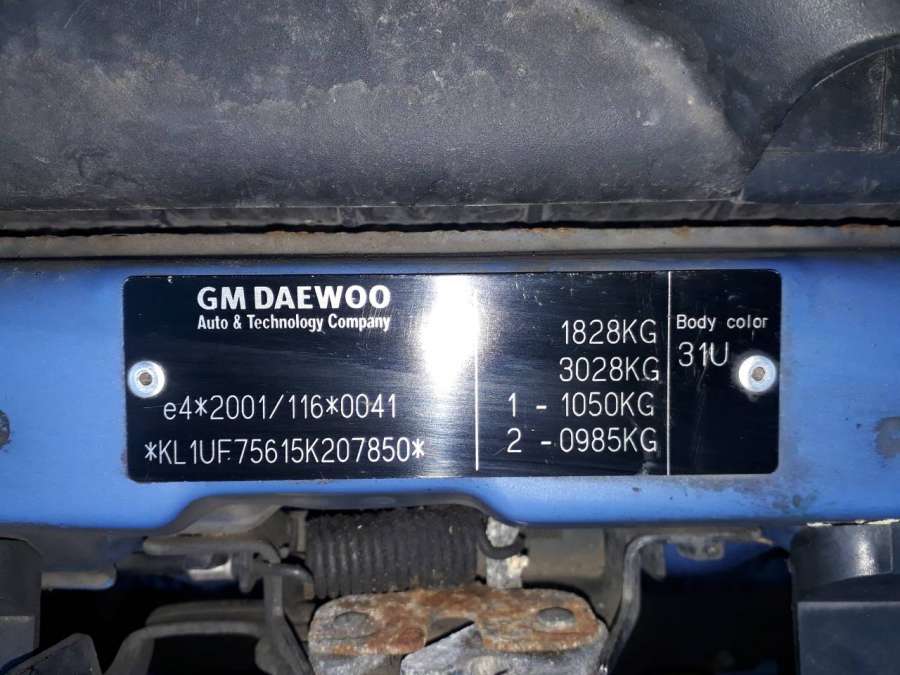 GM DAEWOO
Auto & Technology Company
e4*2001/116*0041
*KL1UF75615K207850*
1828KG
3028KG
1 - 1050KG
2 - 0985KG
Body color
31U